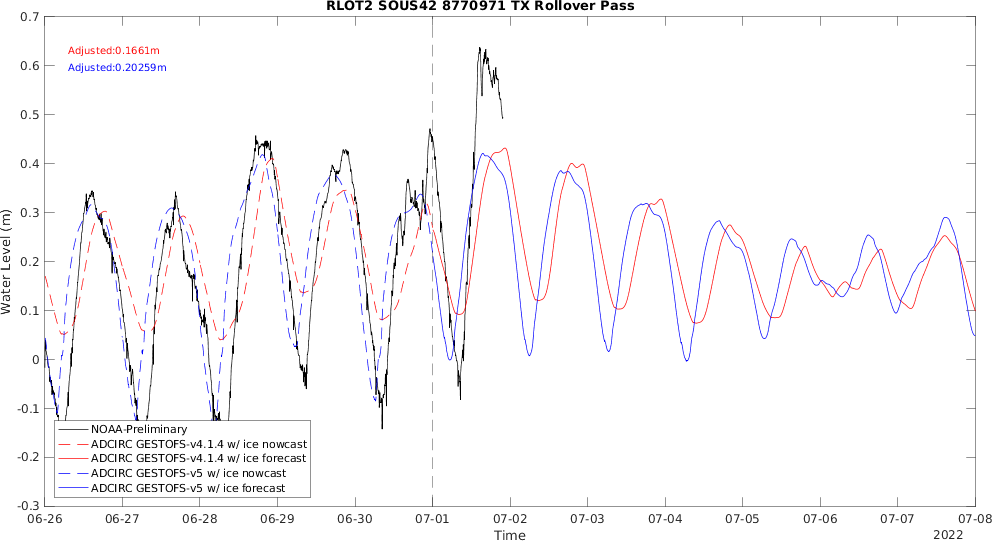 RLOT2 SOUS42 8770971 TX Rollover Pass
Adjusted:0.1661m
Adjusted:0.20259m
0.7
0.6
0.5
0.4
0.3
0.2
0.1
0
-0.1
-0.2
-0.3
Water Level (m)
NOAA-Preliminary
ADCIRC GESTOFS-v4.1.4 w/ ice nowcast
ADCIRC GESTOFS-v4.1.4 w/ ice forecast
ADCIRC GESTOFS-v5 w/ ice nowcast
ADCIRC GESTOFS-v5 w/ ice forecast
06-26 06-27 06-28 06-29 06-30 07-01 07-02 07-03 07-04 07-05 07-06 07-07 07-08
Time
2022